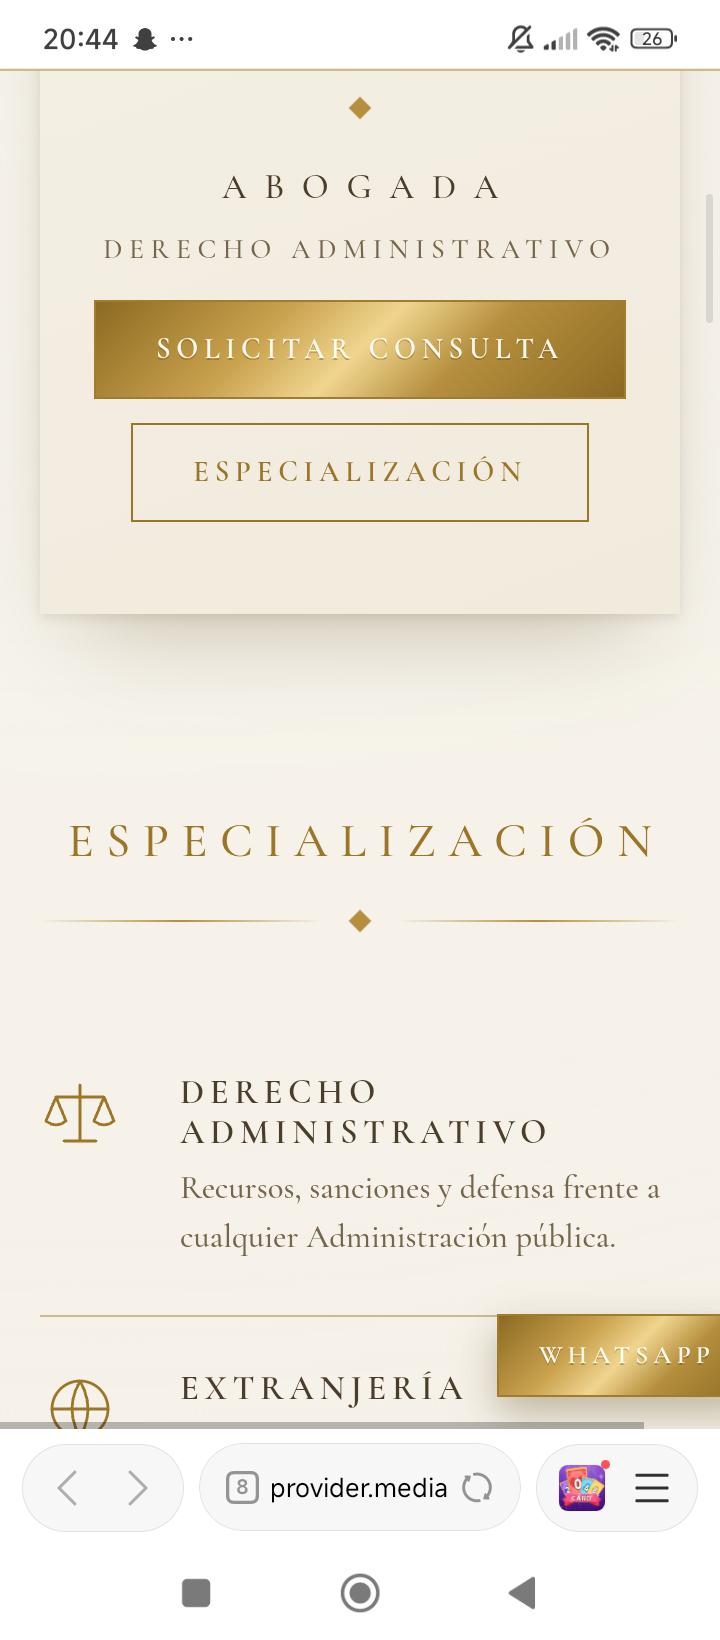 20:44
26
ABOGADA
DERECHO ADMINISTRATIVO
SOLICITAR CONSULTA
ESPECIALIZACIÓN
ESPECIALIZACIÓN
DERECHO
ADMINISTRATIVO
Recursos, sanciones y defensa frente a
cualquier Administración pública.
WHATSAPP
EXTRANJERÍA
8
provider.media